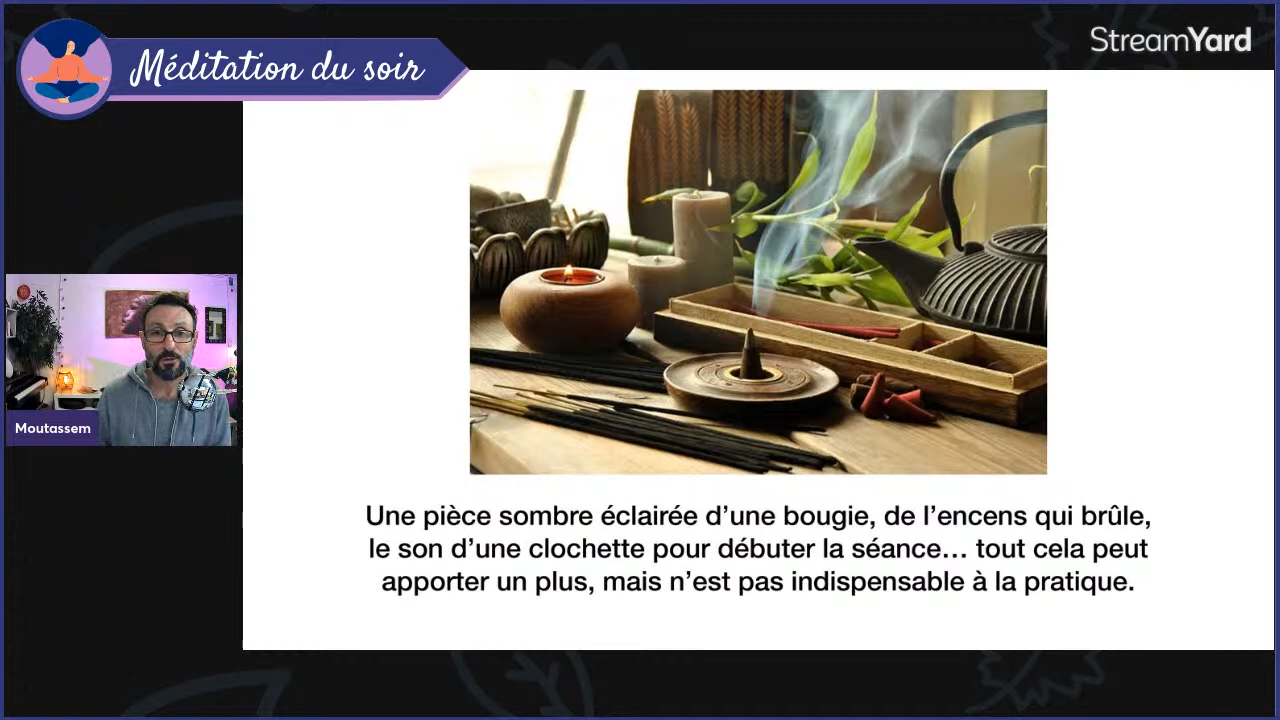 Méditation du soir
StreamYard
Moutassem
Une pièce sombre éclairée d’une bougie, de l’encens qui brûle,
le son d’une clochette pour débuter la séance… tout cela peut
apporter un plus, mais n’est pas indispensable à la pratique.